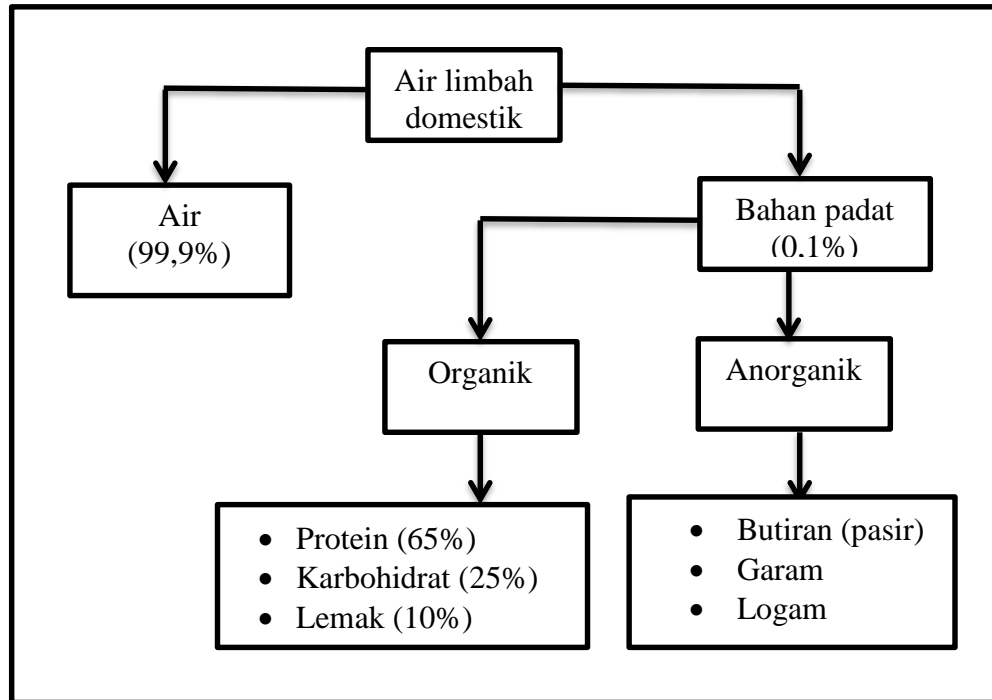 Air limbah
domestik
Air
(99,9%)
Bahan padat
(0,1%)
Organik
Anorganik
• Protein (65%)
• Karbohidrat (25%)
• Lemak (10%)
• Butiran (pasir)
• Garam
• Logam